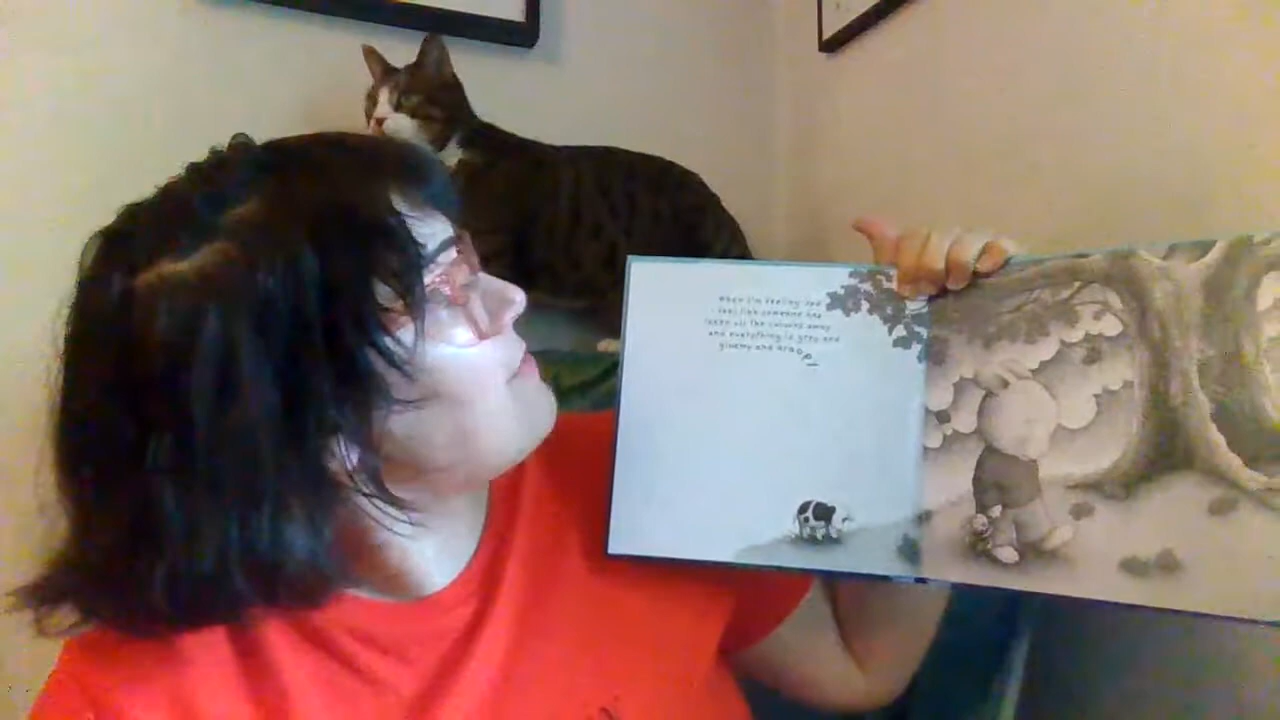 When I'm feeling sad
I feel like someone has
taken all the colours away
and everything is grey and
gloomy and droopy